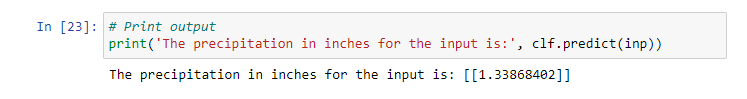 In [23]: # Print output
print('The precipitation in inches for the input is:', clf.predict(inp))
The precipitation in inches for the input is: [[1.33868402]]